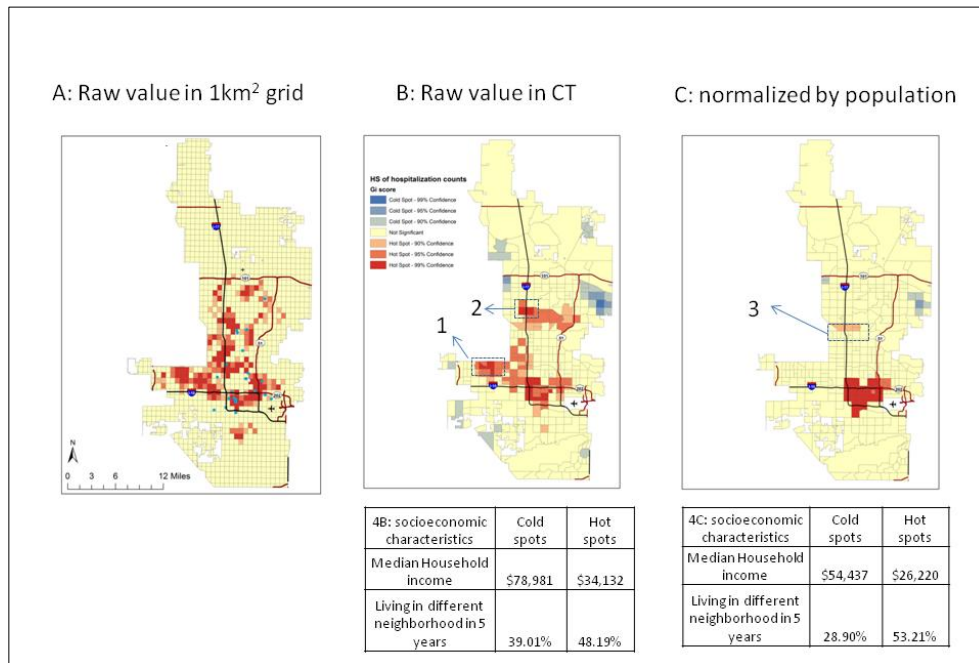 A: Raw value in 1km² grid
B: Raw value in CT
C: normalized by population
HS of hospitalization counts
Gi score
Cold Spot - 99% Confidence
Cold Spot - 95% Confidence
Cold Spot - 90% Confidence
Not Significant
Hot Spot - 90% Confidence
Hot Spot - 95% Confidence
Hot Spot - 99% Confidence
2
1
3
N
0 3 6 12 Miles
4B: socioeconomic characteristics Cold spots Hot spots
Median Household income $78,981 $34,132
Living in different neighborhood in 5 years 39.01% 48.19%
4C: socioeconomic characteristics Cold spots Hot spots
Median Household income $54,437 $26,220
Living in different neighborhood in 5 years 28.90% 53.21%